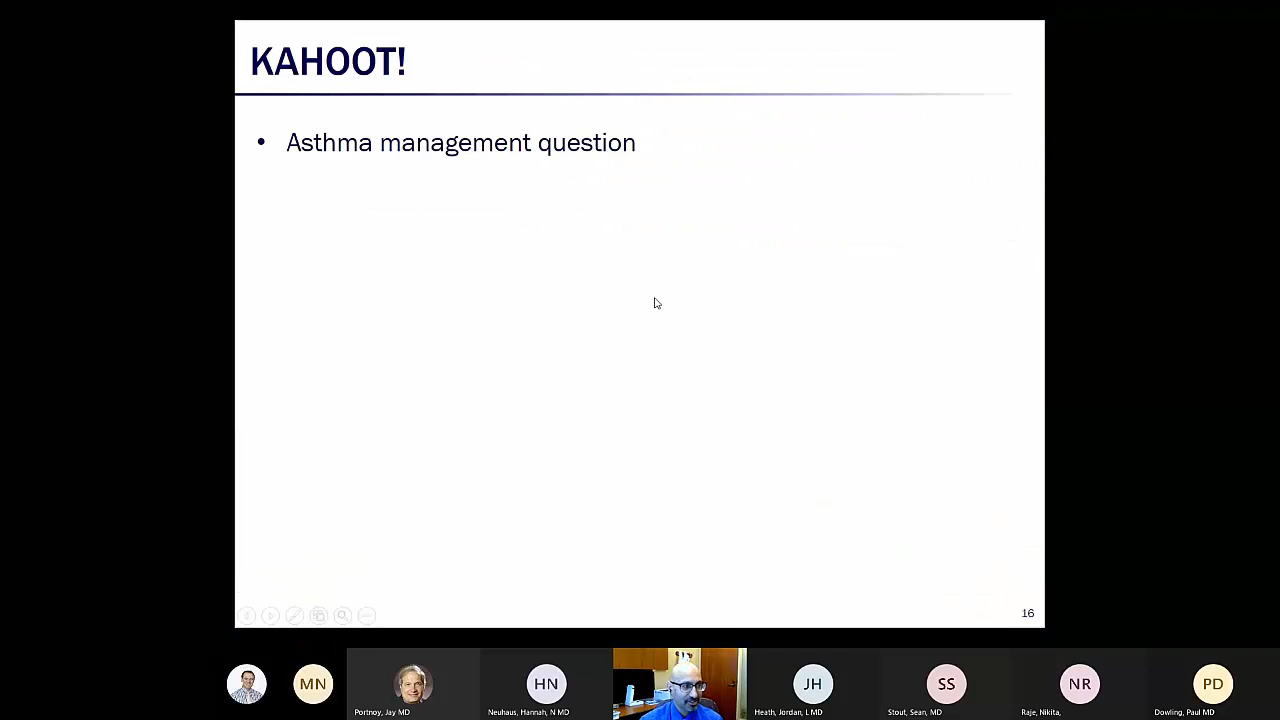 KAHOOT!
• Asthma management question
16
MN
HN
JH
SS
NR
PD
Portnoy, Jay MD
Neuhaus, Hannah, N MD
Heath, Jordan, L MD
Stout, Sean, MD
Raje, Nikita,
Dowling, Paul MD